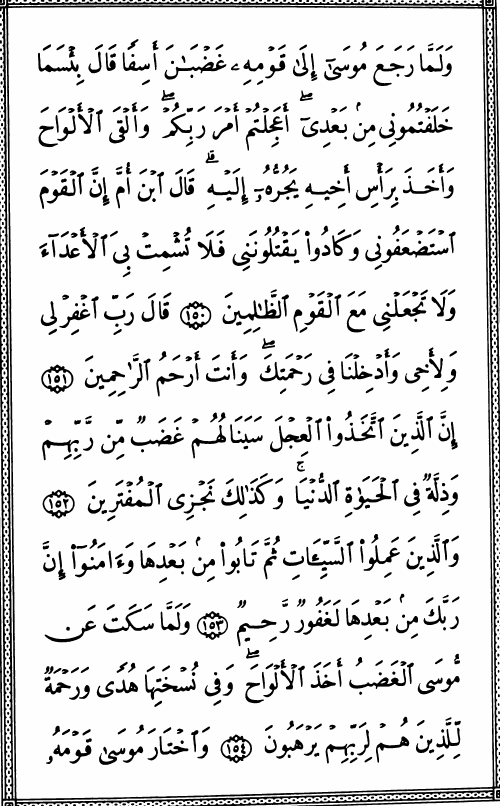 وَلَمَّا رَجَعَ مُوسَىٰٓ إِلَىٰ قَوْمِهِۦ غَضْبَـٰنَ أَسِفًا قَالَ بِئْسَمَا
خَلَفْتُمُونِى مِنۢ بَعْدِىٓ ۖ أَعَجِلْتُمْ أَمْرَ رَبِّكُمْ ۖ وَأَلْقَى ٱلْأَلْوَاحَ
وَأَخَذَ بِرَأْسِ أَخِيهِ يَجُرُّهُۥٓ إِلَيْهِ ۚ قَالَ ٱبْنَ أُمَّ إِنَّ ٱلْقَوْمَ
ٱسْتَضْعَفُونِى وَكَادُوا۟ يَقْتُلُونَنِى فَلَا تُشْمِتْ بِىَ ٱلْأَعْدَآءَ
وَلَا تَجْعَلْنِى مَعَ ٱلْقَوْمِ ٱلظَّـٰلِمِينَ ١٥٠ قَالَ رَبِّ ٱغْفِرْ لِى
وَلِأَخِى وَأَدْخِلْنَا فِى رَحْمَتِكَ ۖ وَأَنتَ أَرْحَمُ ٱلرَّٰحِمِينَ ١٥١
إِنَّ ٱلَّذِينَ ٱتَّخَذُوا۟ ٱلْعِجْلَ سَيَنَالُهُمْ غَضَبٌ مِّن رَّبِّهِمْ
وَذِلَّةٌ فِى ٱلْحَيَوٰةِ ٱلدُّنْيَا ۚ وَكَذَٰلِكَ نَجْزِى ٱلْمُفْتَرِينَ ١٥٢
وَٱلَّذِينَ عَمِلُوا۟ ٱلسَّيِّـَٔاتِ ثُمَّ تَابُوا۟ مِنۢ بَعْدِهَا وَءَامَنُوٓا۟ إِنَّ
رَبَّكَ مِنۢ بَعْدِهَا لَغَفُورٌ رَّحِيمٌ ١٥٣ وَلَمَّا سَكَتَ عَن
مُّوسَى ٱلْغَضَبُ أَخَذَ ٱلْأَلْوَاحَ ۖ وَفِى نُسْخَتِهَا هُدًى وَرَحْمَةٌ
لِّلَّذِينَ هُمْ لِرَبِّهِمْ يَرْهَبُونَ ١٥٤ وَٱخْتَارَ مُوسَىٰ قَوْمَهُۥ